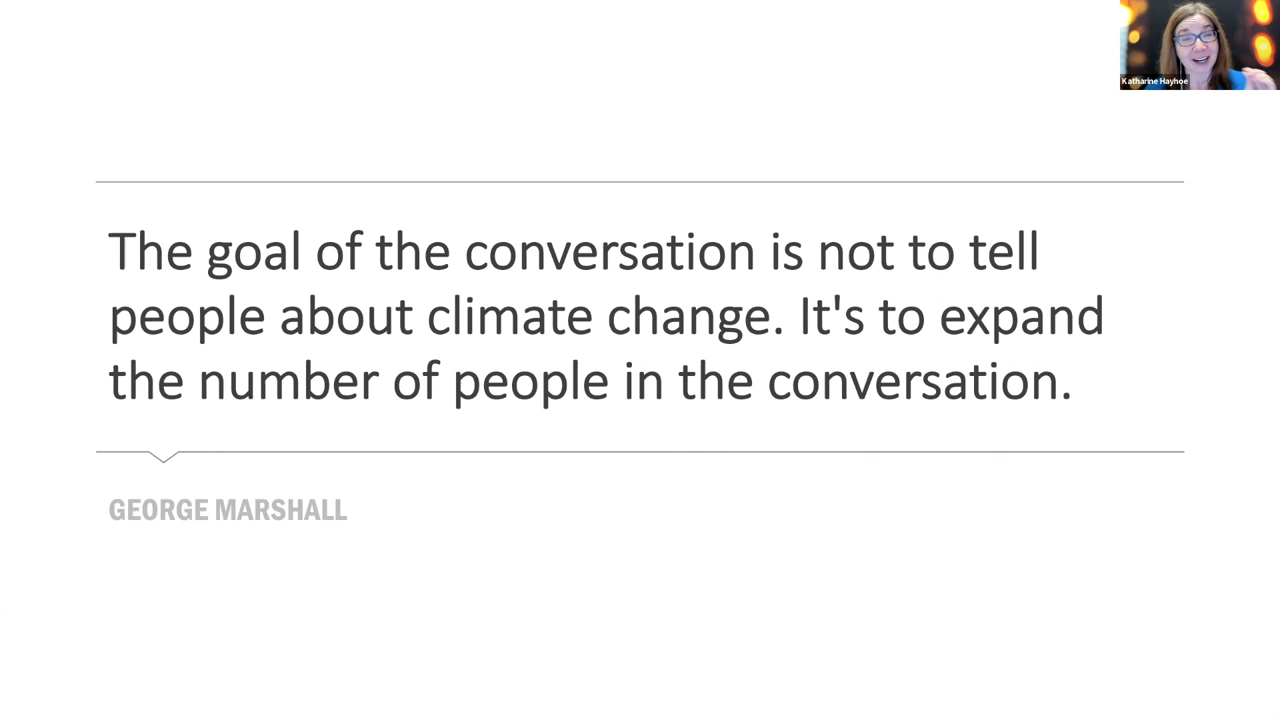 Katharine Hayhoe
The goal of the conversation is not to tell
people about climate change. It's to expand
the number of people in the conversation.
GEORGE MARSHALL